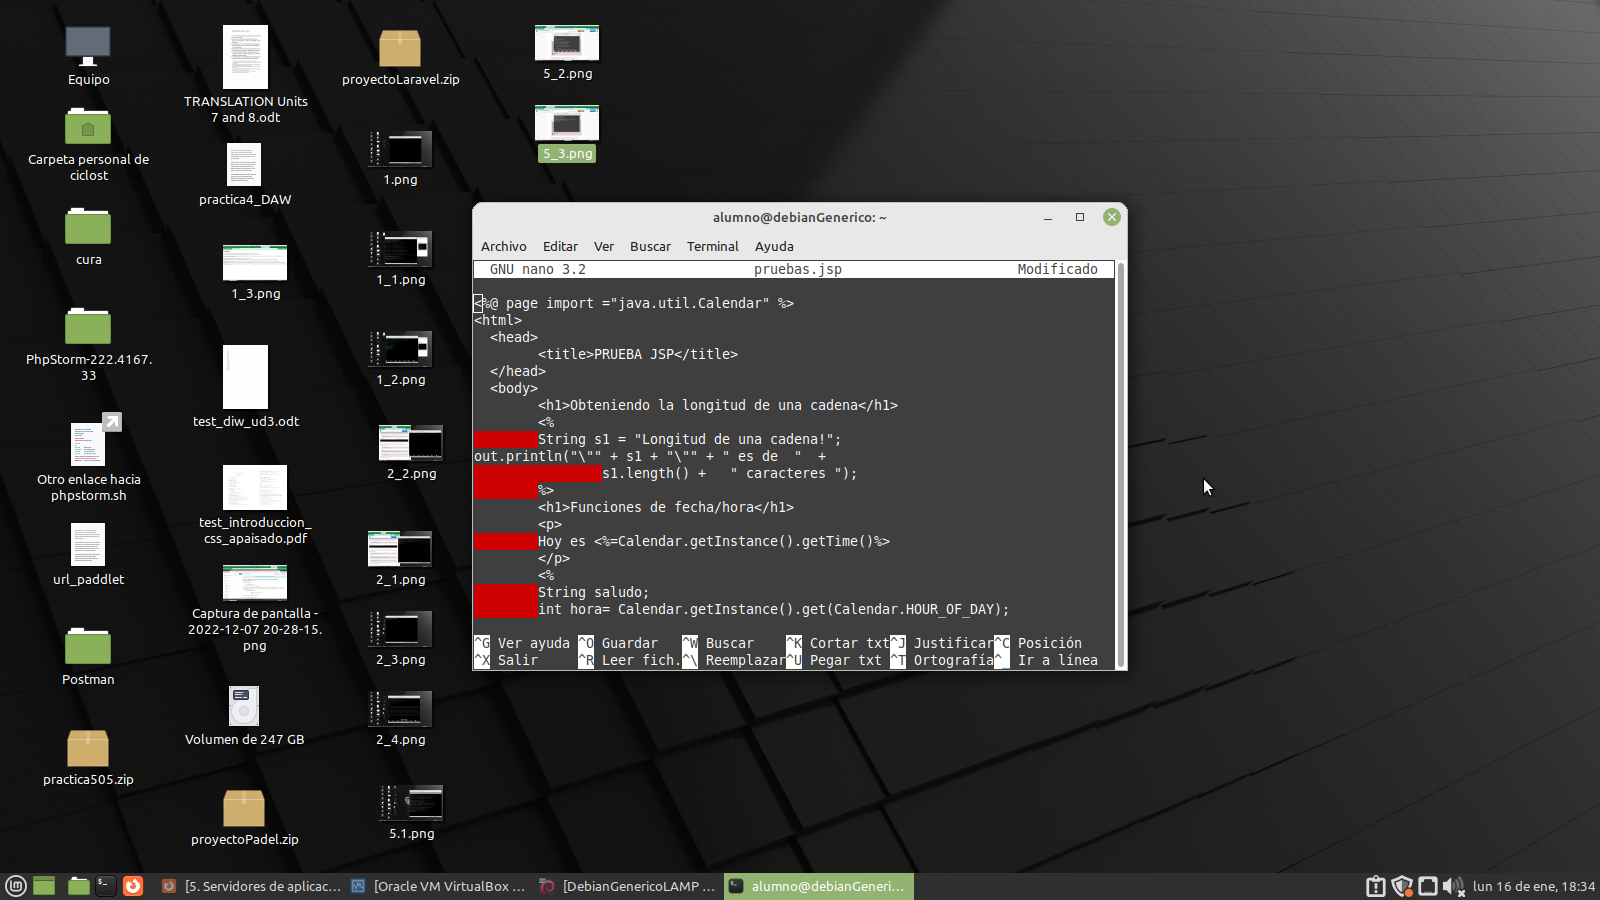 Equipo
Carpeta personal de
ciclost
cura
PhpStorm-222.4167.
33
Otro enlace hacia
phpstorm.sh
url_paddlet
Postman
practica505.zip
TRANSLATION Units
7 and 8.odt
practica4_DAW
1_3.png
test_diw_ud3.odt
test_introduccion_
css_apaisado.pdf
Captura de pantalla -
2022-12-07 20-28-15.
png
Volumen de 247 GB
proyectoPadel.zip
proyectoLaravel.zip
1.png
1_1.png
1_2.png
2_2.png
2_1.png
2_3.png
2_4.png
5.1.png
5_2.png
5_3.png
alumno@debianGenerico: ~
Archivo Editar Ver Buscar Terminal Ayuda
GNU nano 3.2 pruebas.jsp Modificado
<%@ page import ="java.util.Calendar" %>
<html>
<head>
<title>PRUEBA JSP</title>
</head>
<body>
<h1>Obteniendo la longitud de una cadena</h1>
<%
String s1 = "Longitud de una cadena!";
out.println("\"" + s1 + "\"" + " es de  "  +
s1.length() +   " caracteres ");
%>
<h1>Funciones de fecha/hora</h1>
<p>
Hoy es <%=Calendar.getInstance().getTime()%>
</p>
<%
String saludo;
int hora= Calendar.getInstance().get(Calendar.HOUR_OF_DAY);
^G Ver ayuda ^O Guardar ^W Buscar ^K Cortar txt ^J Justificar ^C Posición
^X Salir ^R Leer fich. ^\ Reemplazar ^U Pegar txt ^T Ortografía ^_ Ir a línea
[5. Servidores de aplicac... [Oracle VM VirtualBox ... [DebianGenericoLAMP ... alumno@debianGeneri... lun 16 de ene, 18:34